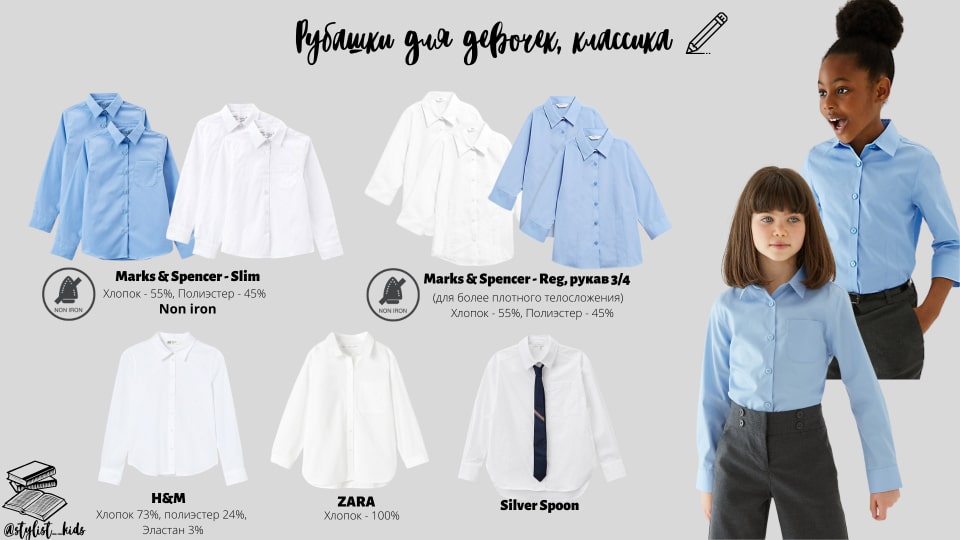 Рубашки для девочек, классика
NON IRON
Marks & Spencer - Slim
Хлопок - 55%, Полиэстер - 45%
Non iron
NON IRON
Marks & Spencer - Reg, рукав 3/4
(для более плотного телосложения)
Хлопок - 55%, Полиэстер - 45%
H&M
Хлопок 73%, полиэстер 24%,
Эластан 3%
ZARA
Хлопок - 100%
Silver Spoon
@stylist__kids